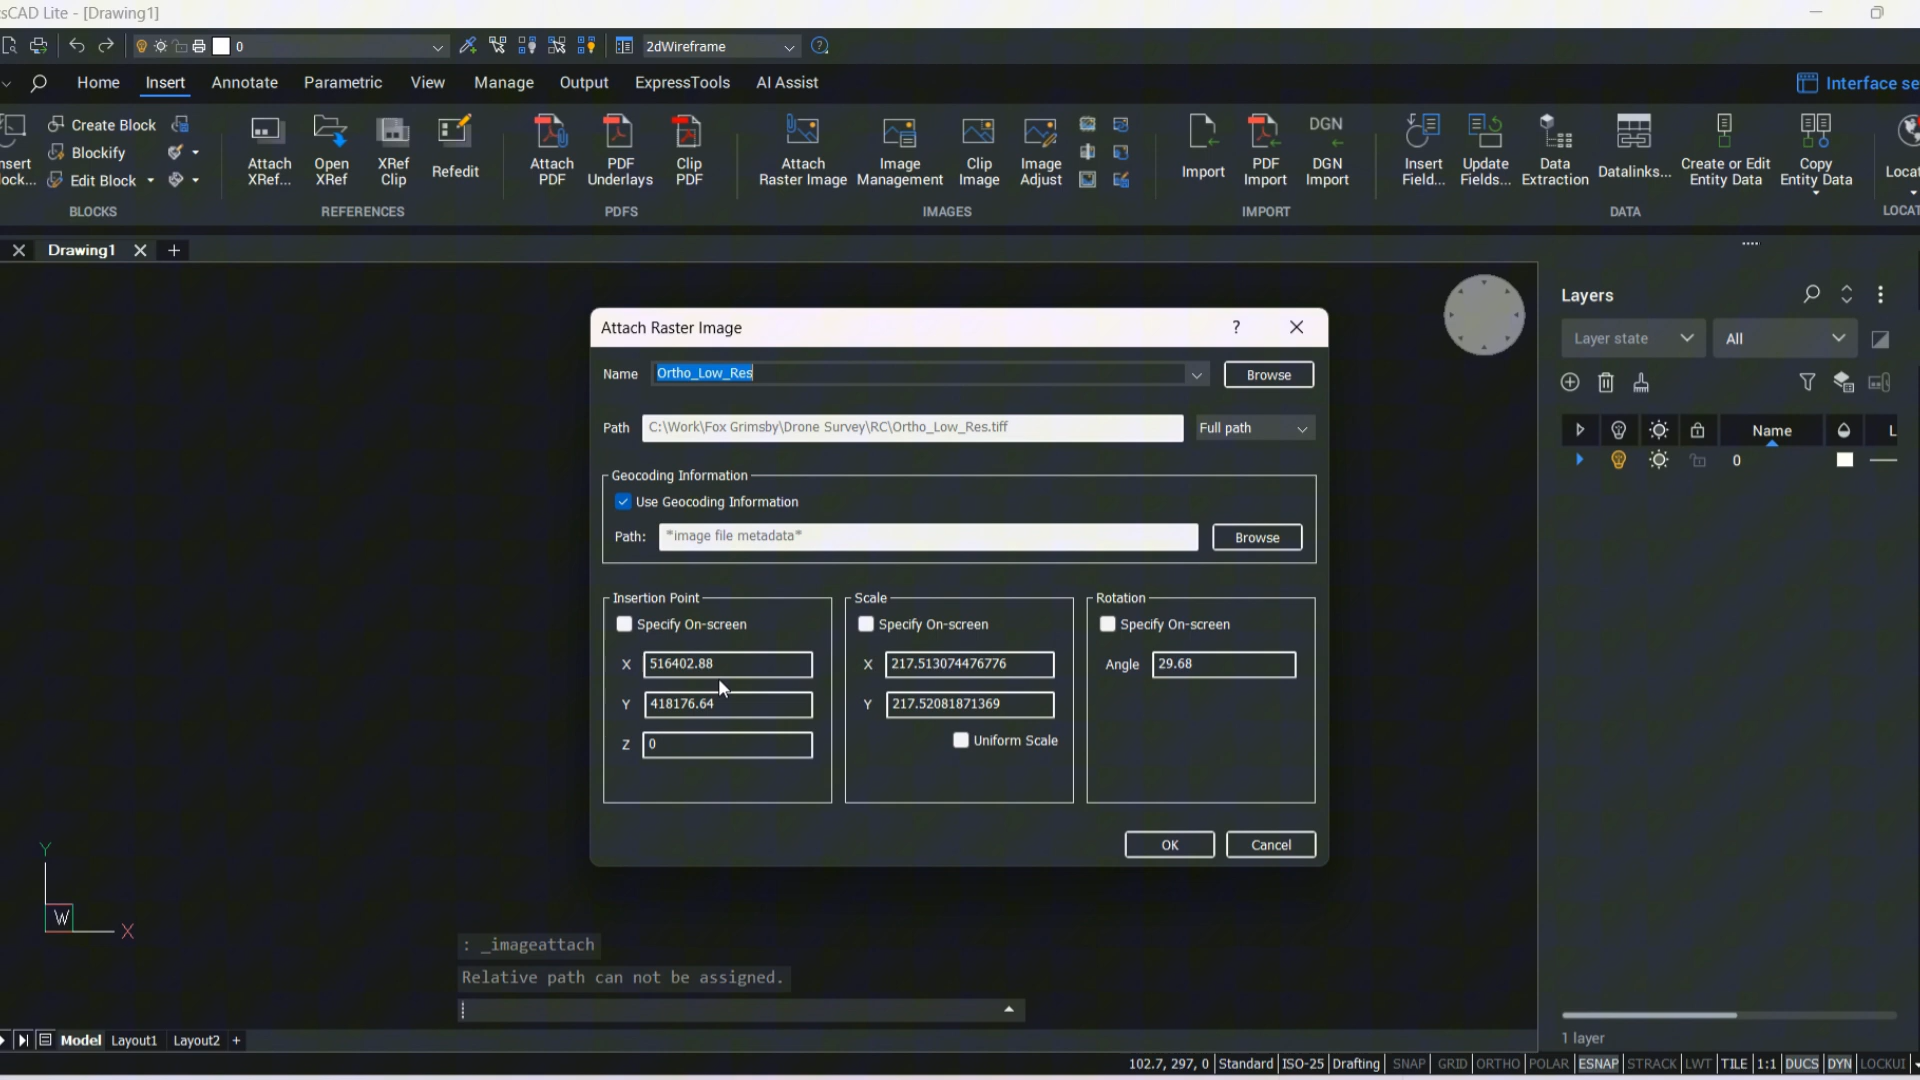 sCAD Lite - [Drawing1]
0
2dWireframe
Home Insert Annotate Parametric View Manage Output ExpressTools AI Assist
Interface se
nsert
ock...
Create Block
Blockify
Edit Block
Attach
XRef...
Open
XRef
XRef
Clip
Refedit
Attach
PDF
PDF
Underlays
Clip
PDF
Attach
Raster Image
Image
Management
Clip
Image
Image
Adjust
Import
PDF
Import
DGN
DGN
Import
Insert
Field...
Update
Fields...
Data
Extraction
Datalinks...
Create or Edit
Entity Data
Copy
Entity Data
Locat
BLOCKS REFERENCES PDFS IMAGES IMPORT DATA LOCAT
Drawing1
Layers
Layer state
All
Name L
0
1 layer
Attach Raster Image
Name Ortho_Low_Res Browse
Path C:\Work\Fox Grimsby\Drone Survey\RC\Ortho_Low_Res.tiff Full path
Geocoding Information
Use Geocoding Information
Path: *image file metadata* Browse
Insertion Point
Specify On-screen
X 516402.88
Y 418176.64
Z 0
Scale
Specify On-screen
X 217.513074476776
Y 217.52081871369
Uniform Scale
Rotation
Specify On-screen
Angle 29.68
OK Cancel
Y
W
X
: _imageattach
Relative path can not be assigned.
Model Layout1 Layout2 +
102.7, 297, 0 Standard ISO-25 Drafting SNAP GRID ORTHO POLAR ESNAP STRACK LWT TILE 1:1 DUCS DYN LOCKUI